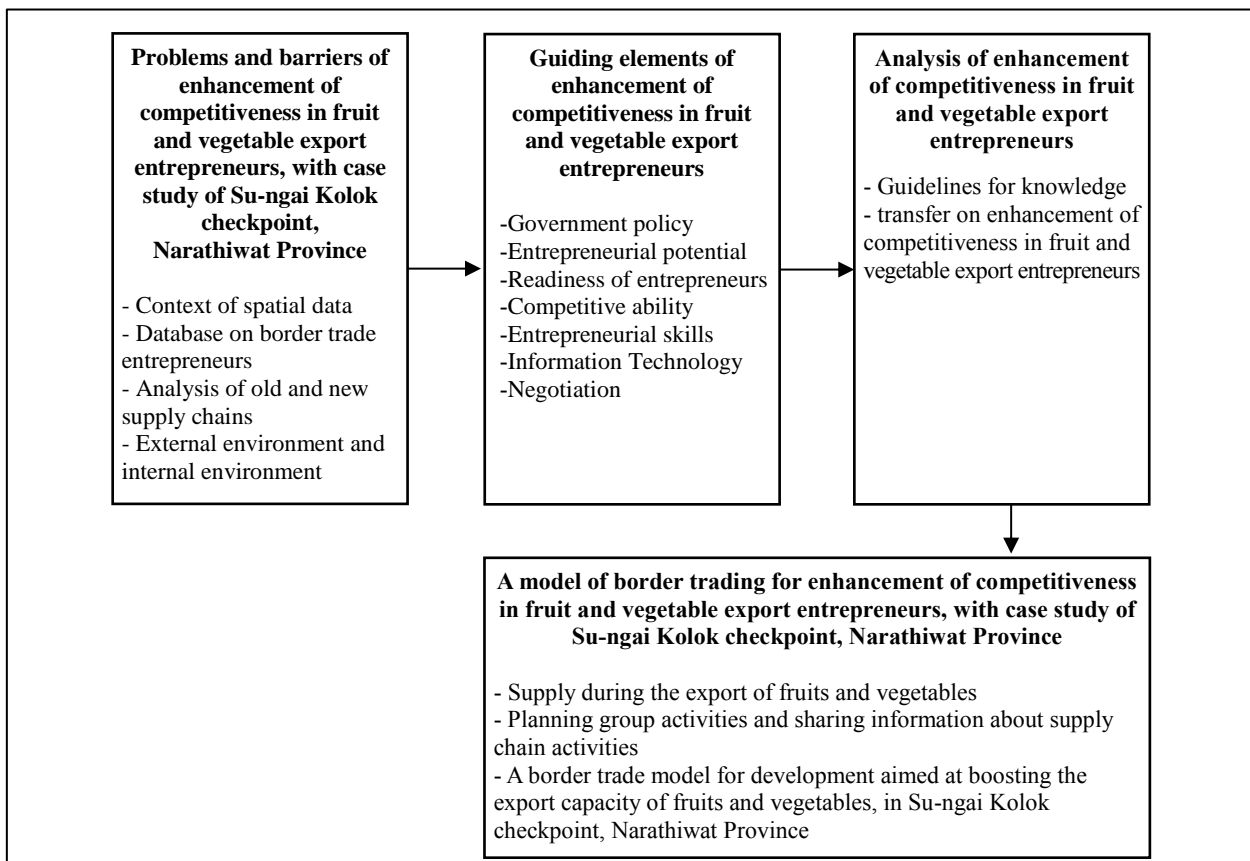 Problems and barriers of
enhancement of
competitiveness in fruit
and vegetable export
entrepreneurs, with case
study of Su-ngai Kolok
checkpoint,
Narathiwat Province
- Context of spatial data
- Database on border trade
entrepreneurs
- Analysis of old and new
supply chains
- External environment and
internal environment
Guiding elements of
enhancement of
competitiveness in fruit
and vegetable export
entrepreneurs
-Government policy
-Entrepreneurial potential
-Readiness of entrepreneurs
-Competitive ability
-Entrepreneurial skills
-Information Technology
-Negotiation
Analysis of enhancement
of competitiveness in fruit
and vegetable export
entrepreneurs
- Guidelines for knowledge
- transfer on enhancement of
competitiveness in fruit and
vegetable export entrepreneurs
A model of border trading for enhancement of competitiveness
in fruit and vegetable export entrepreneurs, with case study of
Su-ngai Kolok checkpoint, Narathiwat Province
- Supply during the export of fruits and vegetables
- Planning group activities and sharing information about supply
chain activities
- A border trade model for development aimed at boosting the
export capacity of fruits and vegetables, in Su-ngai Kolok
checkpoint, Narathiwat Province